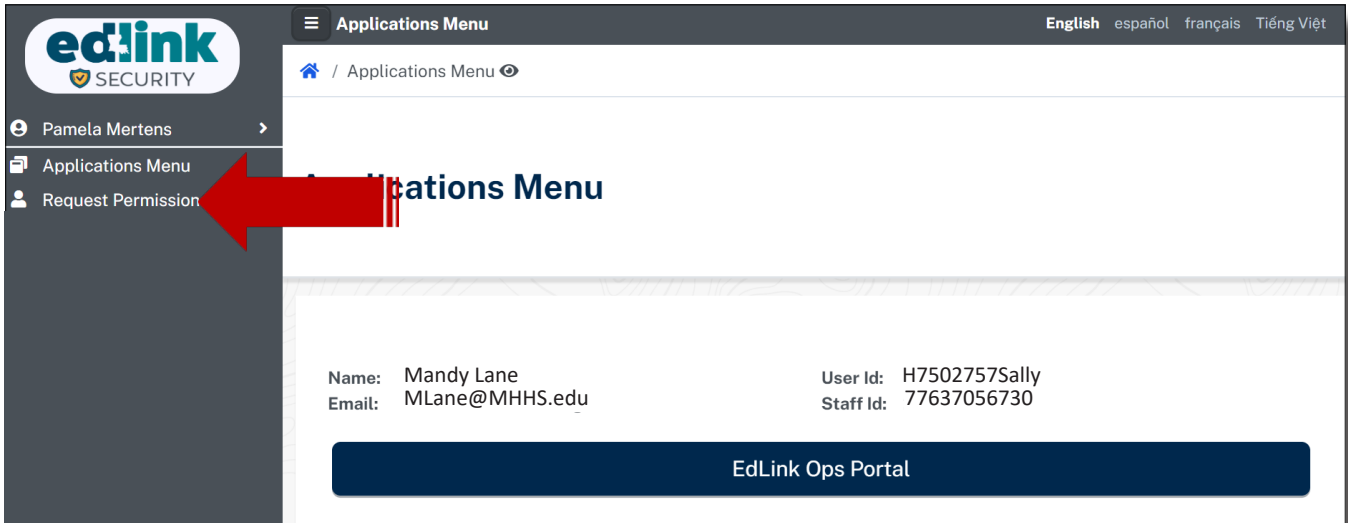 edlink
SECURITY
Applications Menu
English español français Tiếng Việt
/ Applications Menu
Pamela Mertens
Applications Menu
Request Permission
Applications Menu
Name: Mandy Lane
Email: MLane@MHHS.edu
User Id: H7502757Sally
Staff Id: 77637056730
EdLink Ops Portal